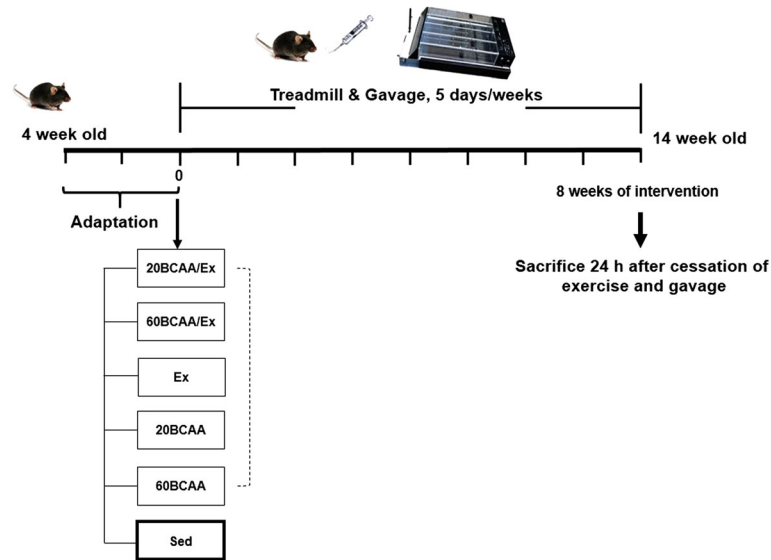 Treadmill & Gavage, 5 days/weeks
4 week old
14 week old
0
8 weeks of intervention
Adaptation
Sacrifice 24 h after cessation of
exercise and gavage
20BCAA/Ex
60BCAA/Ex
Ex
20BCAA
60BCAA
Sed